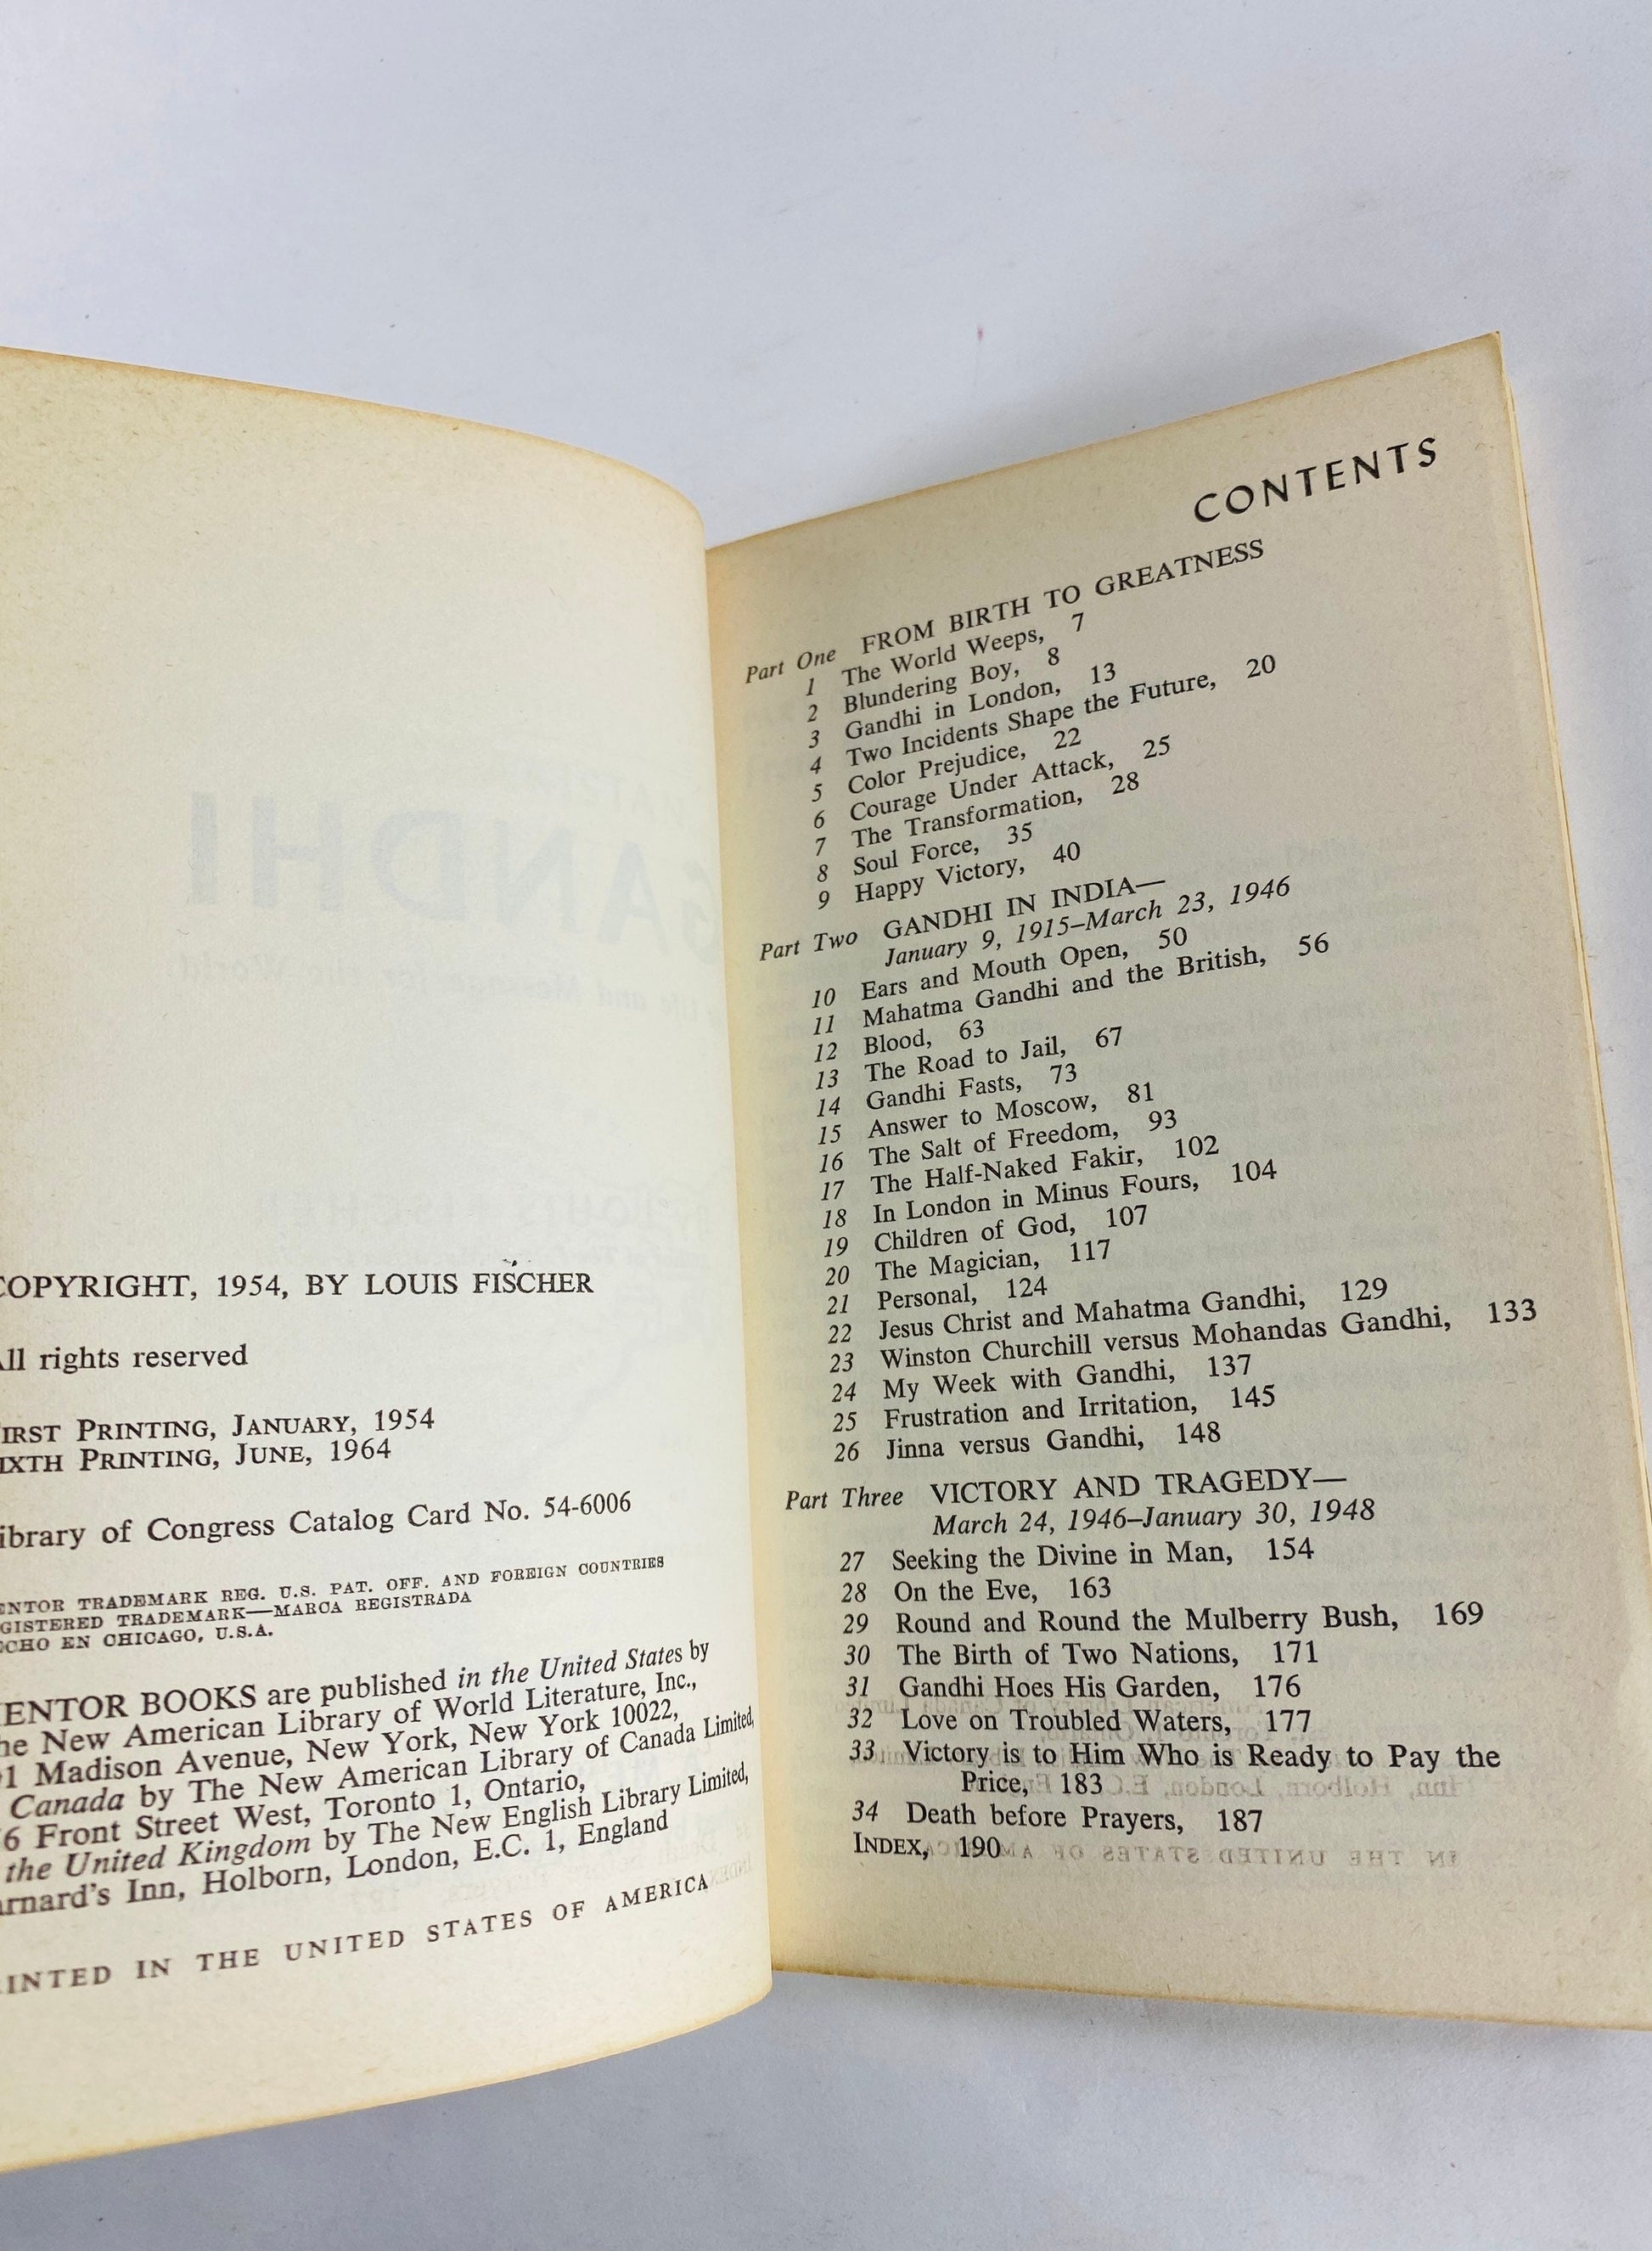 COPYRIGHT, 1954, BY LOUIS FISCHER
All rights reserved
FIRST PRINTING, JANUARY, 1954
SIXTH PRINTING, JUNE, 1964
Library of Congress Catalog Card No. 54-6006
TRADEMARK REG. U.S. PAT. OFF. AND FOREIGN COUNTRIES
TRADEMARK—MARCA REGISTRADA
EN CHICAGO, U.S.A.
MENTOR BOOKS are published in the United States by
The New American Library of World Literature, Inc.,
Madison Avenue, New York, New York 10022,
Canada by The New American Library of Canada Limited,
Front Street West, Toronto 1, Ontario,
the United Kingdom by The New English Library Limited,
Barnard's Inn, Holborn, London, E.C. 1, England
PRINTED IN THE UNITED STATES OF AMERICA
CONTENTS
Part One FROM BIRTH TO GREATNESS
1 The World Weeps, 7
2 Blundering Boy, 8
3 Gandhi in London, 13
4 Two Incidents Shape the Future, 20
5 Color Prejudice, 22
6 Courage Under Attack, 25
7 The Transformation, 28
8 Soul Force, 35
9 Happy Victory, 40
Part Two GANDHI IN INDIA—
January 9, 1915–March 23, 1946
10 Ears and Mouth Open, 50
11 Mahatma Gandhi and the British, 56
12 Blood, 63
13 The Road to Jail, 67
14 Gandhi Fasts, 73
15 Answer to Moscow, 81
16 The Salt of Freedom, 93
17 The Half-Naked Fakir, 102
18 In London in Minus Fours, 104
19 Children of God, 107
20 The Magician, 117
21 Personal, 124
22 Jesus Christ and Mahatma Gandhi, 129
23 Winston Churchill versus Mohandas Gandhi, 133
24 My Week with Gandhi, 137
25 Frustration and Irritation, 145
26 Jinna versus Gandhi, 148
Part Three VICTORY AND TRAGEDY—
March 24, 1946–January 30, 1948
27 Seeking the Divine in Man, 154
28 On the Eve, 163
29 Round and Round the Mulberry Bush, 169
30 The Birth of Two Nations, 171
31 Gandhi Hoes His Garden, 176
32 Love on Troubled Waters, 177
33 Victory is to Him Who is Ready to Pay the
Price, 183
34 Death before Prayers, 187
INDEX, 190